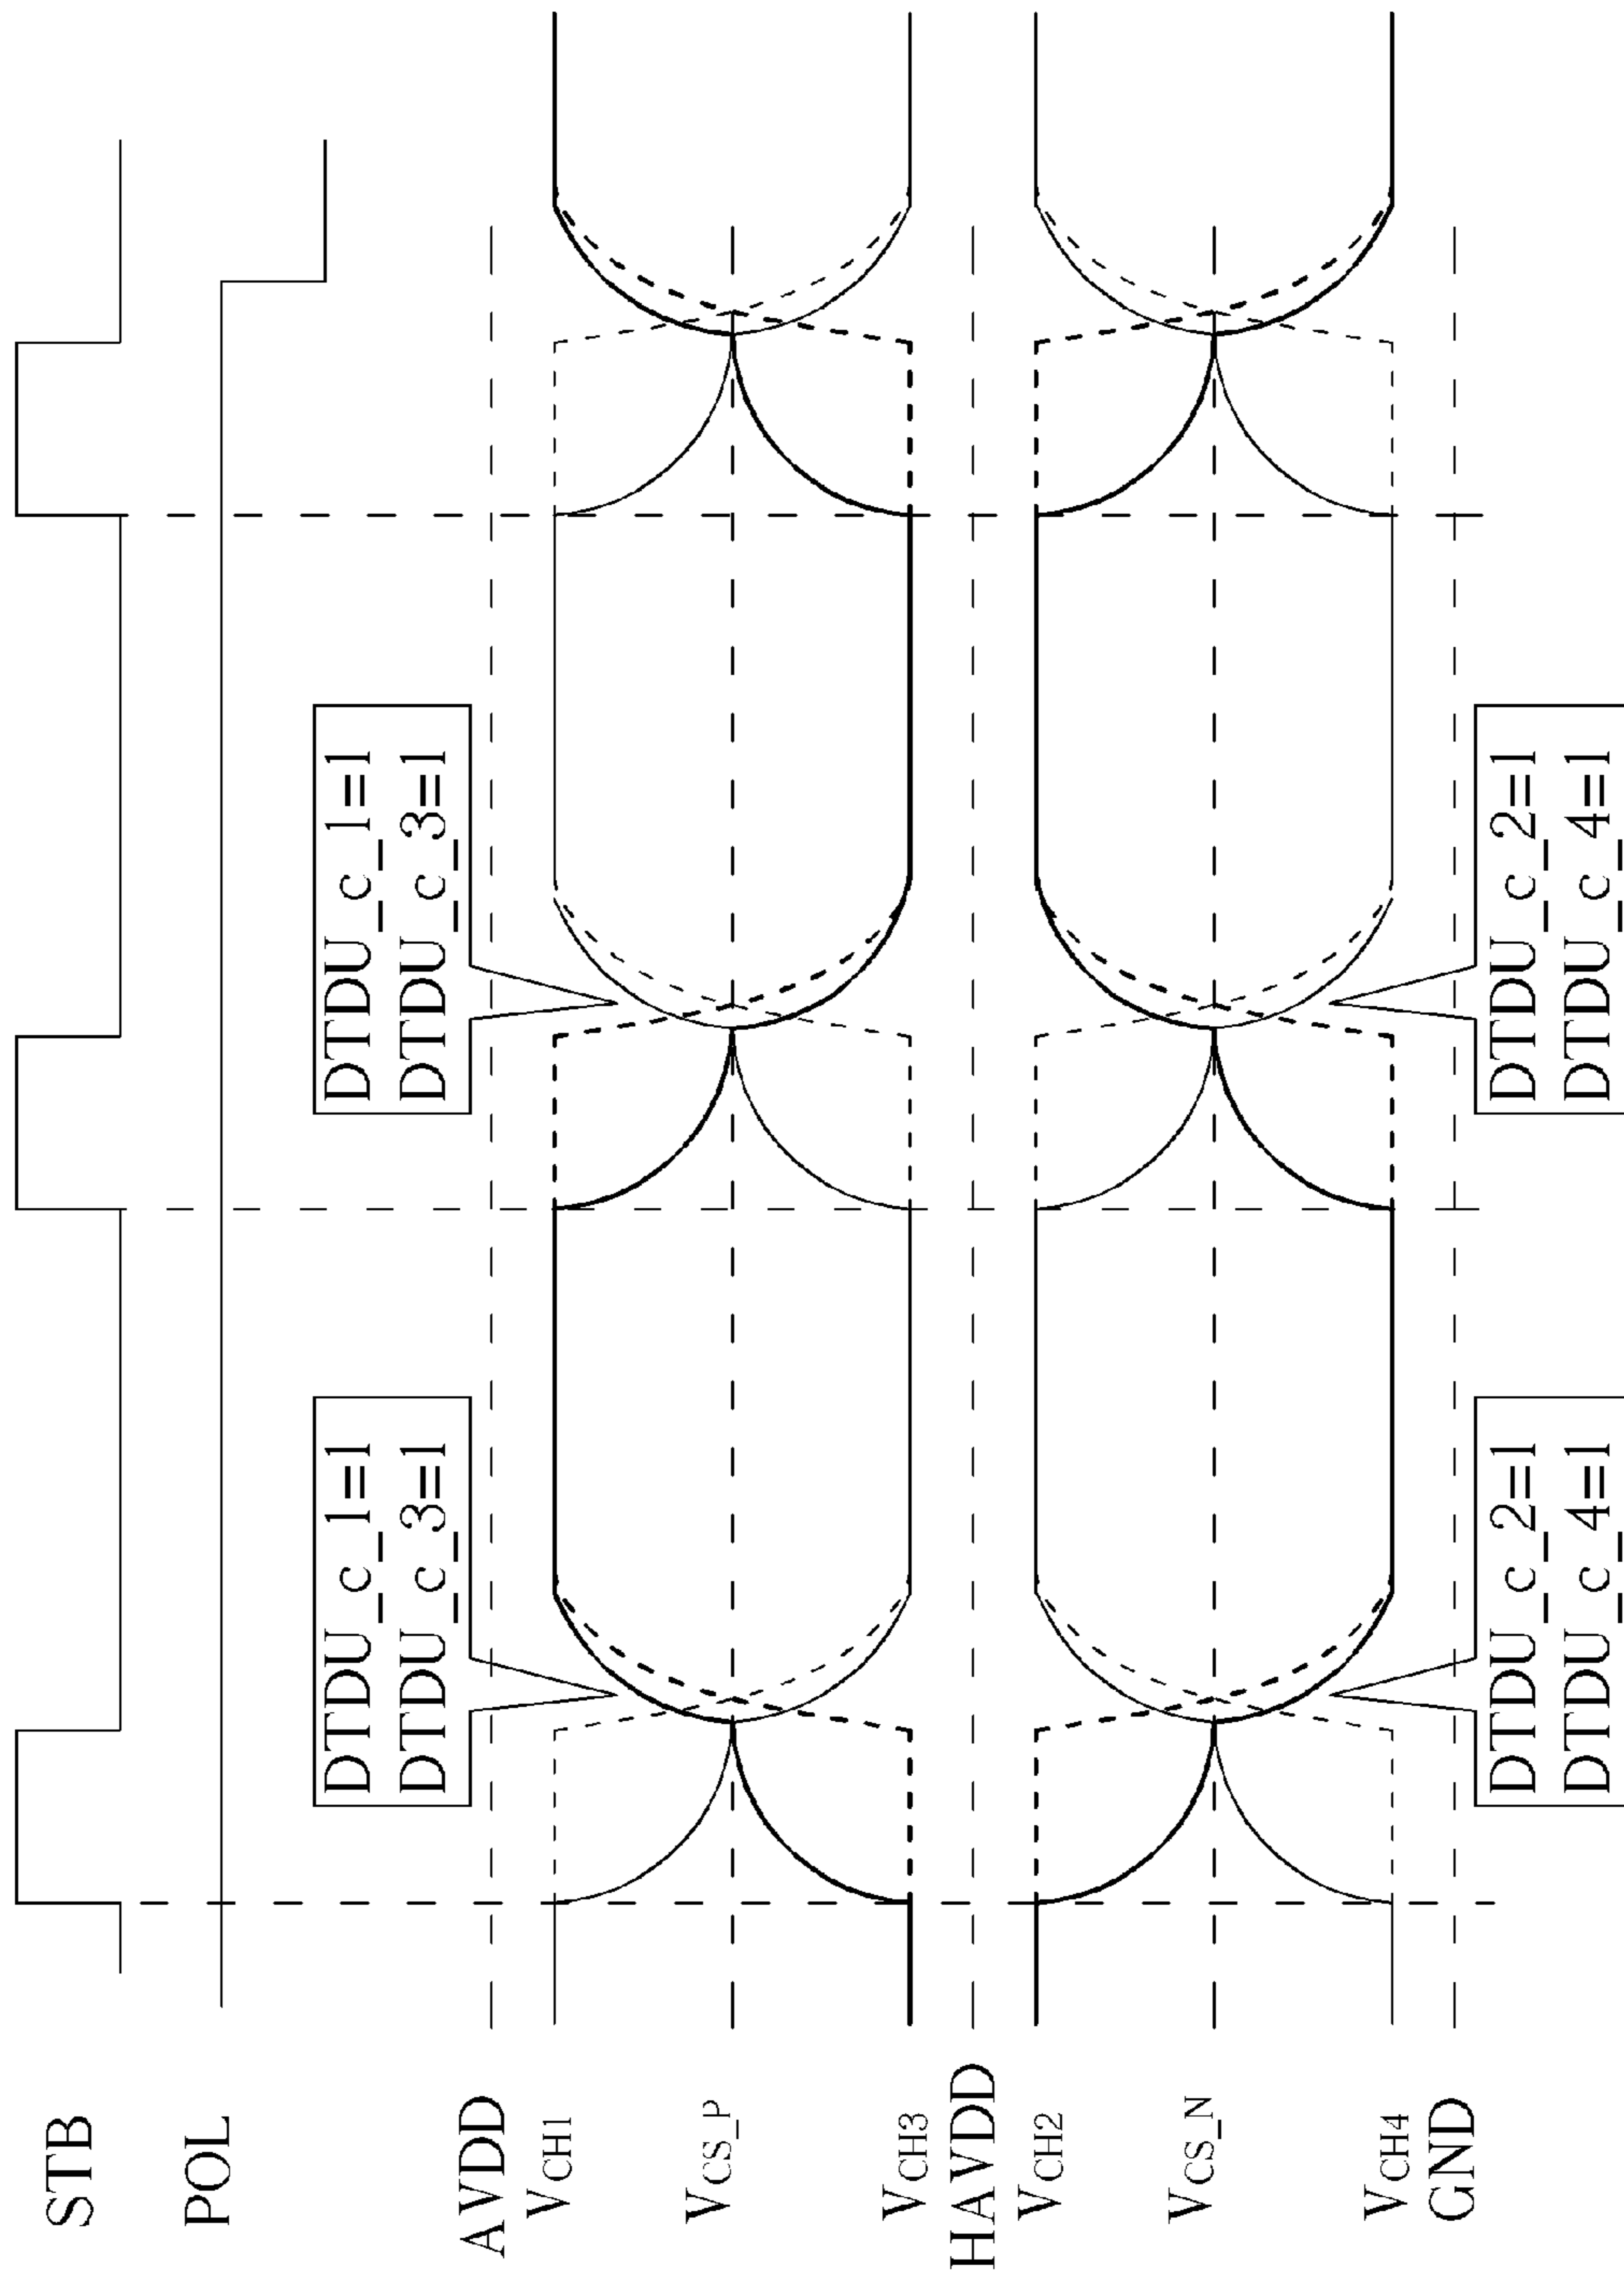 STB
POL
DTDU_c_1=1
DTDU_c_3=1
DTDU_c_1=1
DTDU_c_3=1
AVDD
VCH1
VCS_P
VCH3
HAVDD
VCH2
VCS_N
VCH4
GND
DTDU_c_2=1
DTDU_c_4=1
DTDU_c_2=1
DTDU_c_4=1